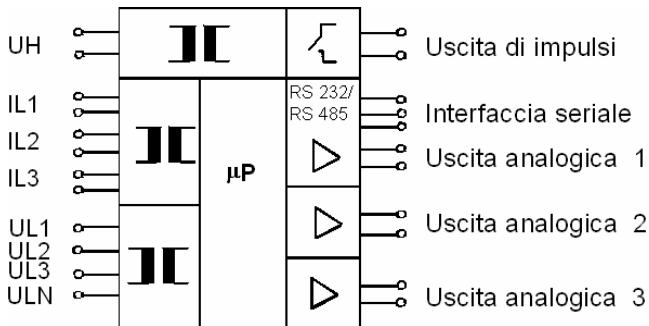 UH
IL1
IL2
IL3
UL1
UL2
UL3
ULN
µP
RS 232/
RS 485
Uscita di impulsi
Interfaccia seriale
Uscita analogica 1
Uscita analogica 2
Uscita analogica 3